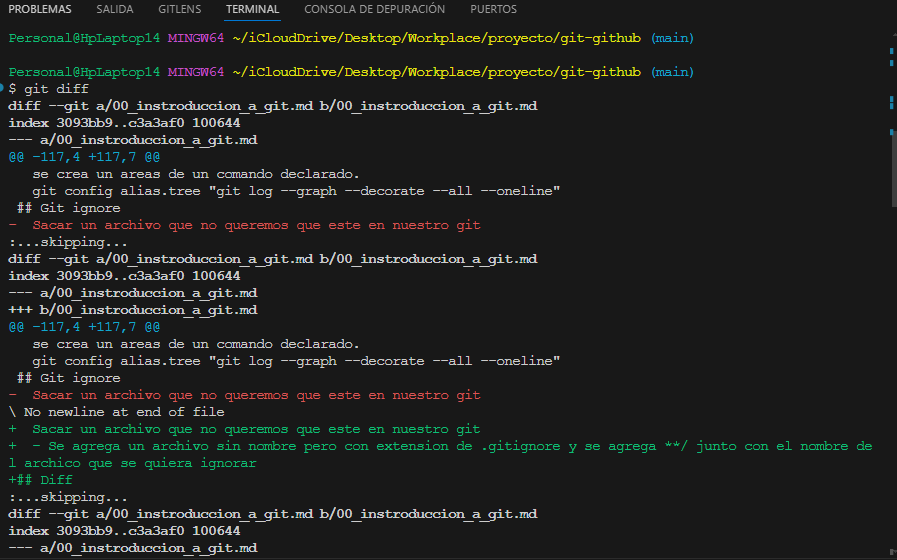 PROBLEMAS SALIDA GITLENS TERMINAL CONSOLA DE DEPURACIÓN PUERTOS
Personal@HpLaptop14 MINGW64 ~/iCloudDrive/Desktop/Workplace/proyecto/git-github (main)
Personal@HpLaptop14 MINGW64 ~/iCloudDrive/Desktop/Workplace/proyecto/git-github (main)
$ git diff
diff --git a/00_instroduccion_a_git.md b/00_instroduccion_a_git.md
index 3093bb9..c3a3af0 100644
--- a/00_instroduccion_a_git.md
@@ -117,4 +117,7 @@
se crea un areas de un comando declarado.
git config alias.tree "git log --graph --decorate --all --oneline"
## Git ignore
- Sacar un archivo que no queremos que este en nuestro git
:...skipping...
diff --git a/00_instroduccion_a_git.md b/00_instroduccion_a_git.md
index 3093bb9..c3a3af0 100644
--- a/00_instroduccion_a_git.md
+++ b/00_instroduccion_a_git.md
@@ -117,4 +117,7 @@
se crea un areas de un comando declarado.
git config alias.tree "git log --graph --decorate --all --oneline"
## Git ignore
- Sacar un archivo que no queremos que este en nuestro git
\ No newline at end of file
+ Sacar un archivo que no queremos que este en nuestro git
+ - Se agrega un archivo sin nombre pero con extension de .gitignore y se agrega **/ junto con el nombre de
l archico que se quiera ignorar
+## Diff
:...skipping...
diff --git a/00_instroduccion_a_git.md b/00_instroduccion_a_git.md
index 3093bb9..c3a3af0 100644
--- a/00_instroduccion_a_git.md